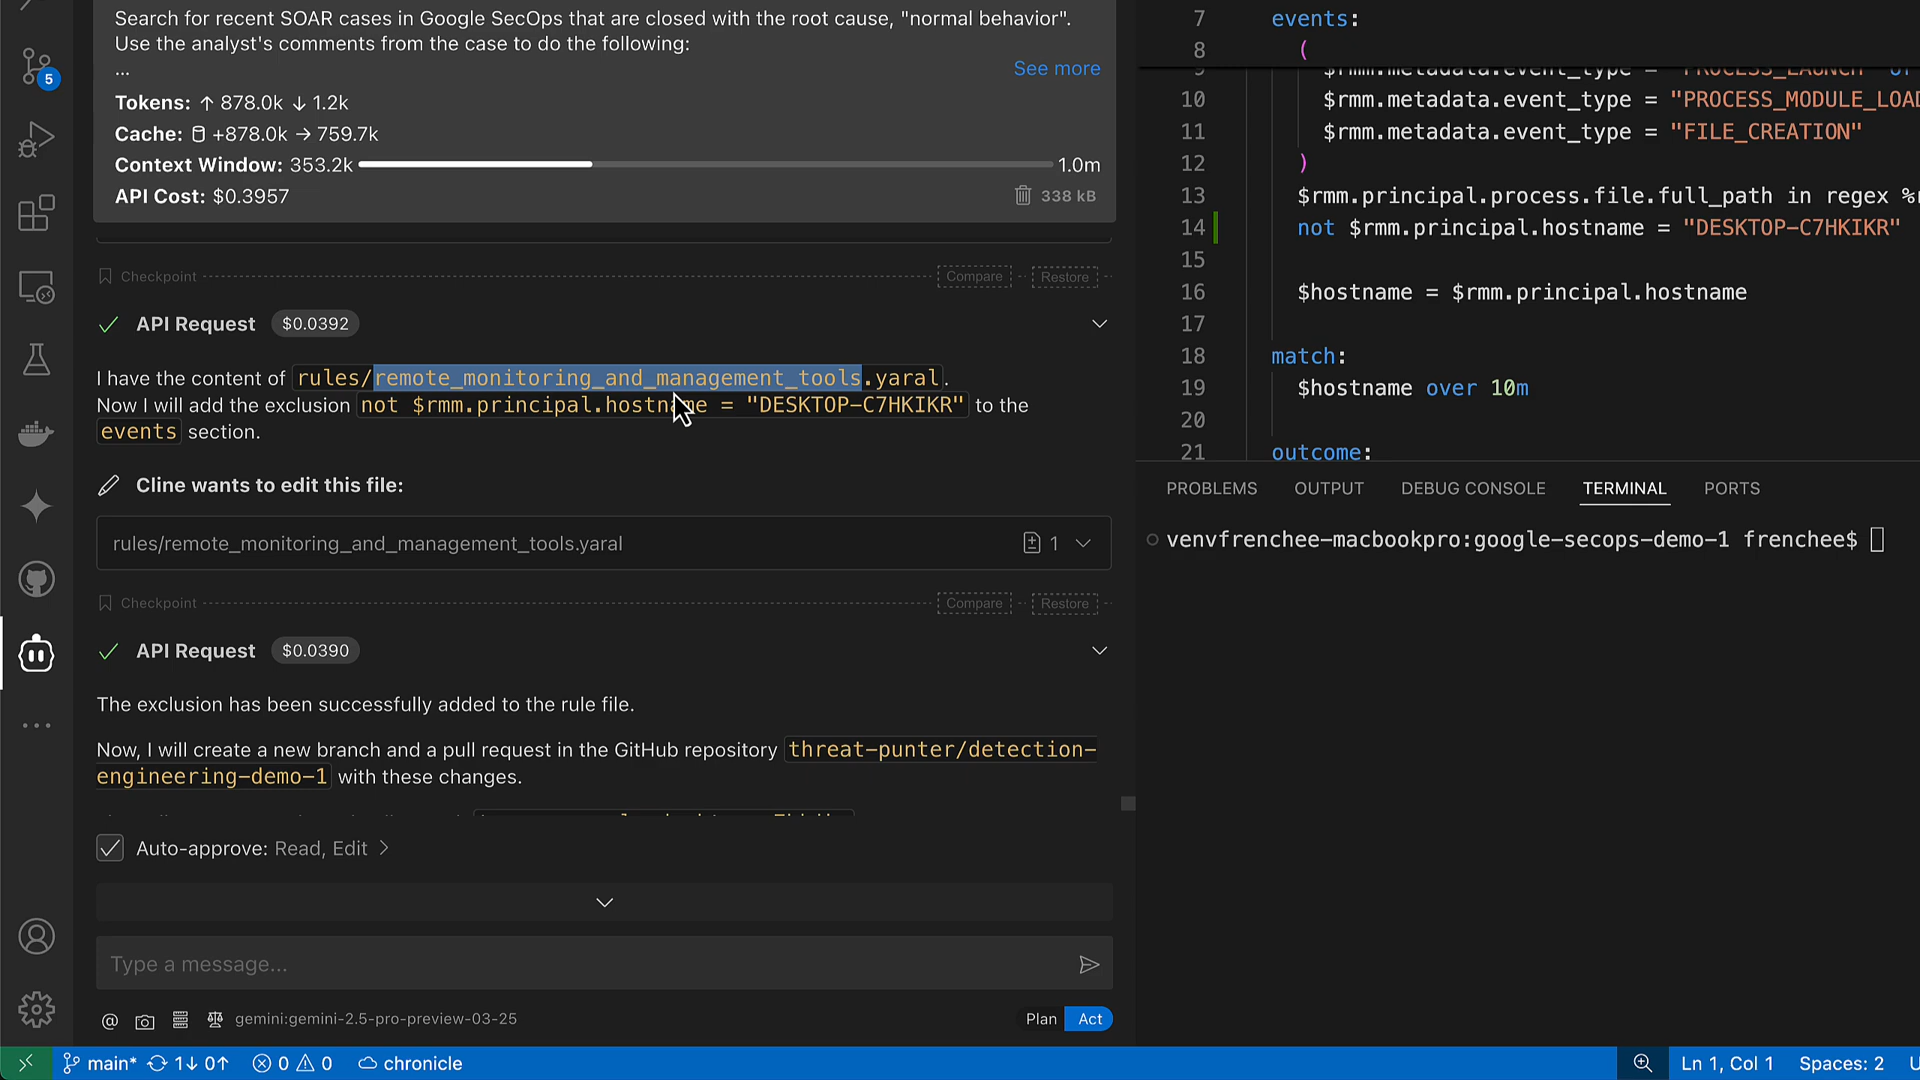 Search for recent SOAR cases in Google SecOps that are closed with the root cause, "normal behavior".
Use the analyst's comments from the case to do the following:
...
See more
Tokens: ↑ 878.0k ↓ 1.2k
Cache: +878.0k → 759.7k
Context Window: 353.2k 1.0m
API Cost: $0.3957 338 kB
Checkpoint Compare Restore
API Request $0.0392
I have the content of rules/remote_monitoring_and_management_tools.yaral.
Now I will add the exclusion not $rmm.principal.hostname = "DESKTOP-C7HKIKR" to the
events section.
Cline wants to edit this file:
rules/remote_monitoring_and_management_tools.yaral 1
Checkpoint Compare Restore
API Request $0.0390
The exclusion has been successfully added to the rule file.
Now, I will create a new branch and a pull request in the GitHub repository threat-punter/detection-
engineering-demo-1 with these changes.
Auto-approve: Read, Edit >
Type a message...
@ gemini:gemini-2.5-pro-preview-03-25 Plan Act
5
7 events:
8 (
9 $rmm.metadata.event_type = "PROCESS_LAUNCH" or
10 $rmm.metadata.event_type = "PROCESS_MODULE_LOAD
11 $rmm.metadata.event_type = "FILE_CREATION"
12 )
13 $rmm.principal.process.file.full_path in regex %
14 not $rmm.principal.hostname = "DESKTOP-C7HKIKR"
15
16 $hostname = $rmm.principal.hostname
17
18 match:
19 $hostname over 10m
20
21 outcome:
PROBLEMS OUTPUT DEBUG CONSOLE TERMINAL PORTS
venvfrenchee-macbookpro:google-secops-demo-1 frenchee$
main* 1↓ 0↑ 0 0 chronicle
Ln 1, Col 1 Spaces: 2